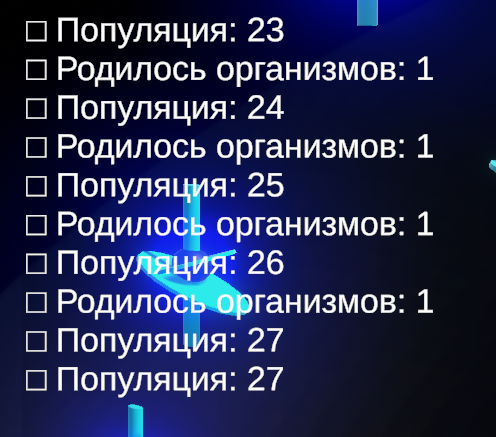 □ Популяция: 23
□ Родилось организмов: 1
□ Популяция: 24
□ Родилось организмов: 1
□ Популяция: 25
□ Родилось организмов: 1
□ Популяция: 26
□ Родилось организмов: 1
□ Популяция: 27
□ Популяция: 27